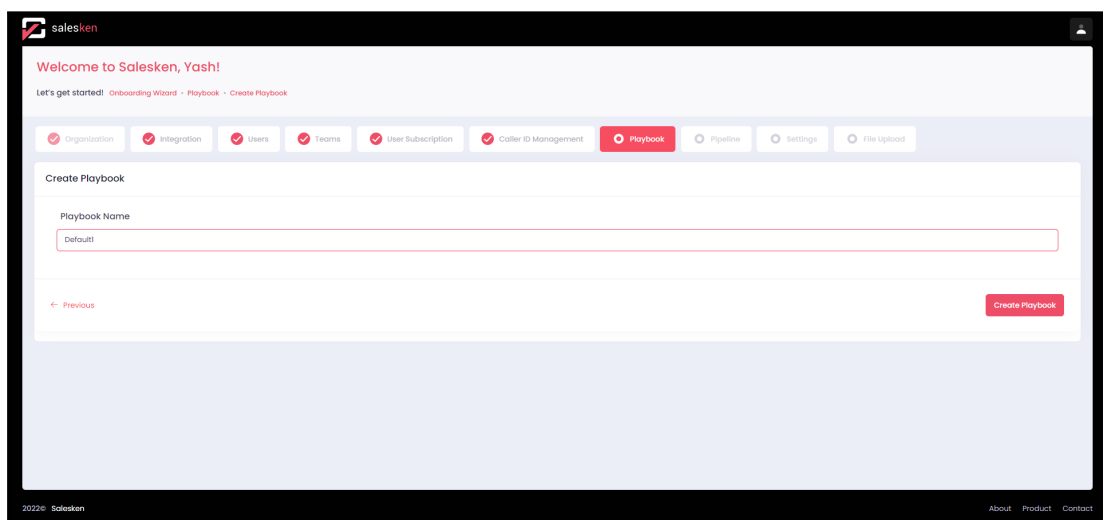 salesken
Welcome to Salesken, Yash!
Let's get started! Onboarding Wizard - Playbook - Create Playbook
Organization Integration Users Teams User Subscription Caller ID Management Playbook Pipeline Settings File Upload
Create Playbook
Playbook Name
Default1
← Previous Create Playbook
2022© Salesken About Product Contact